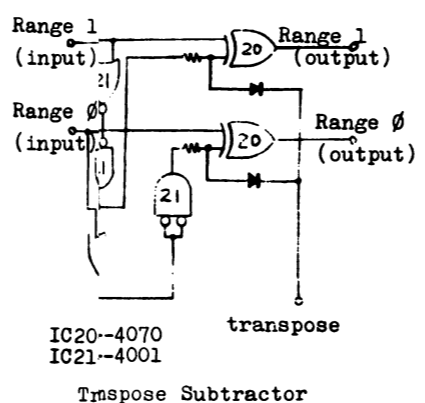 Range 1
(input)
20
Range 1
(output)
21
Range Ø
(input)
20
Range Ø
(output)
21
transpose
IC20--4070
IC21--4001
Tmspose Subtractor